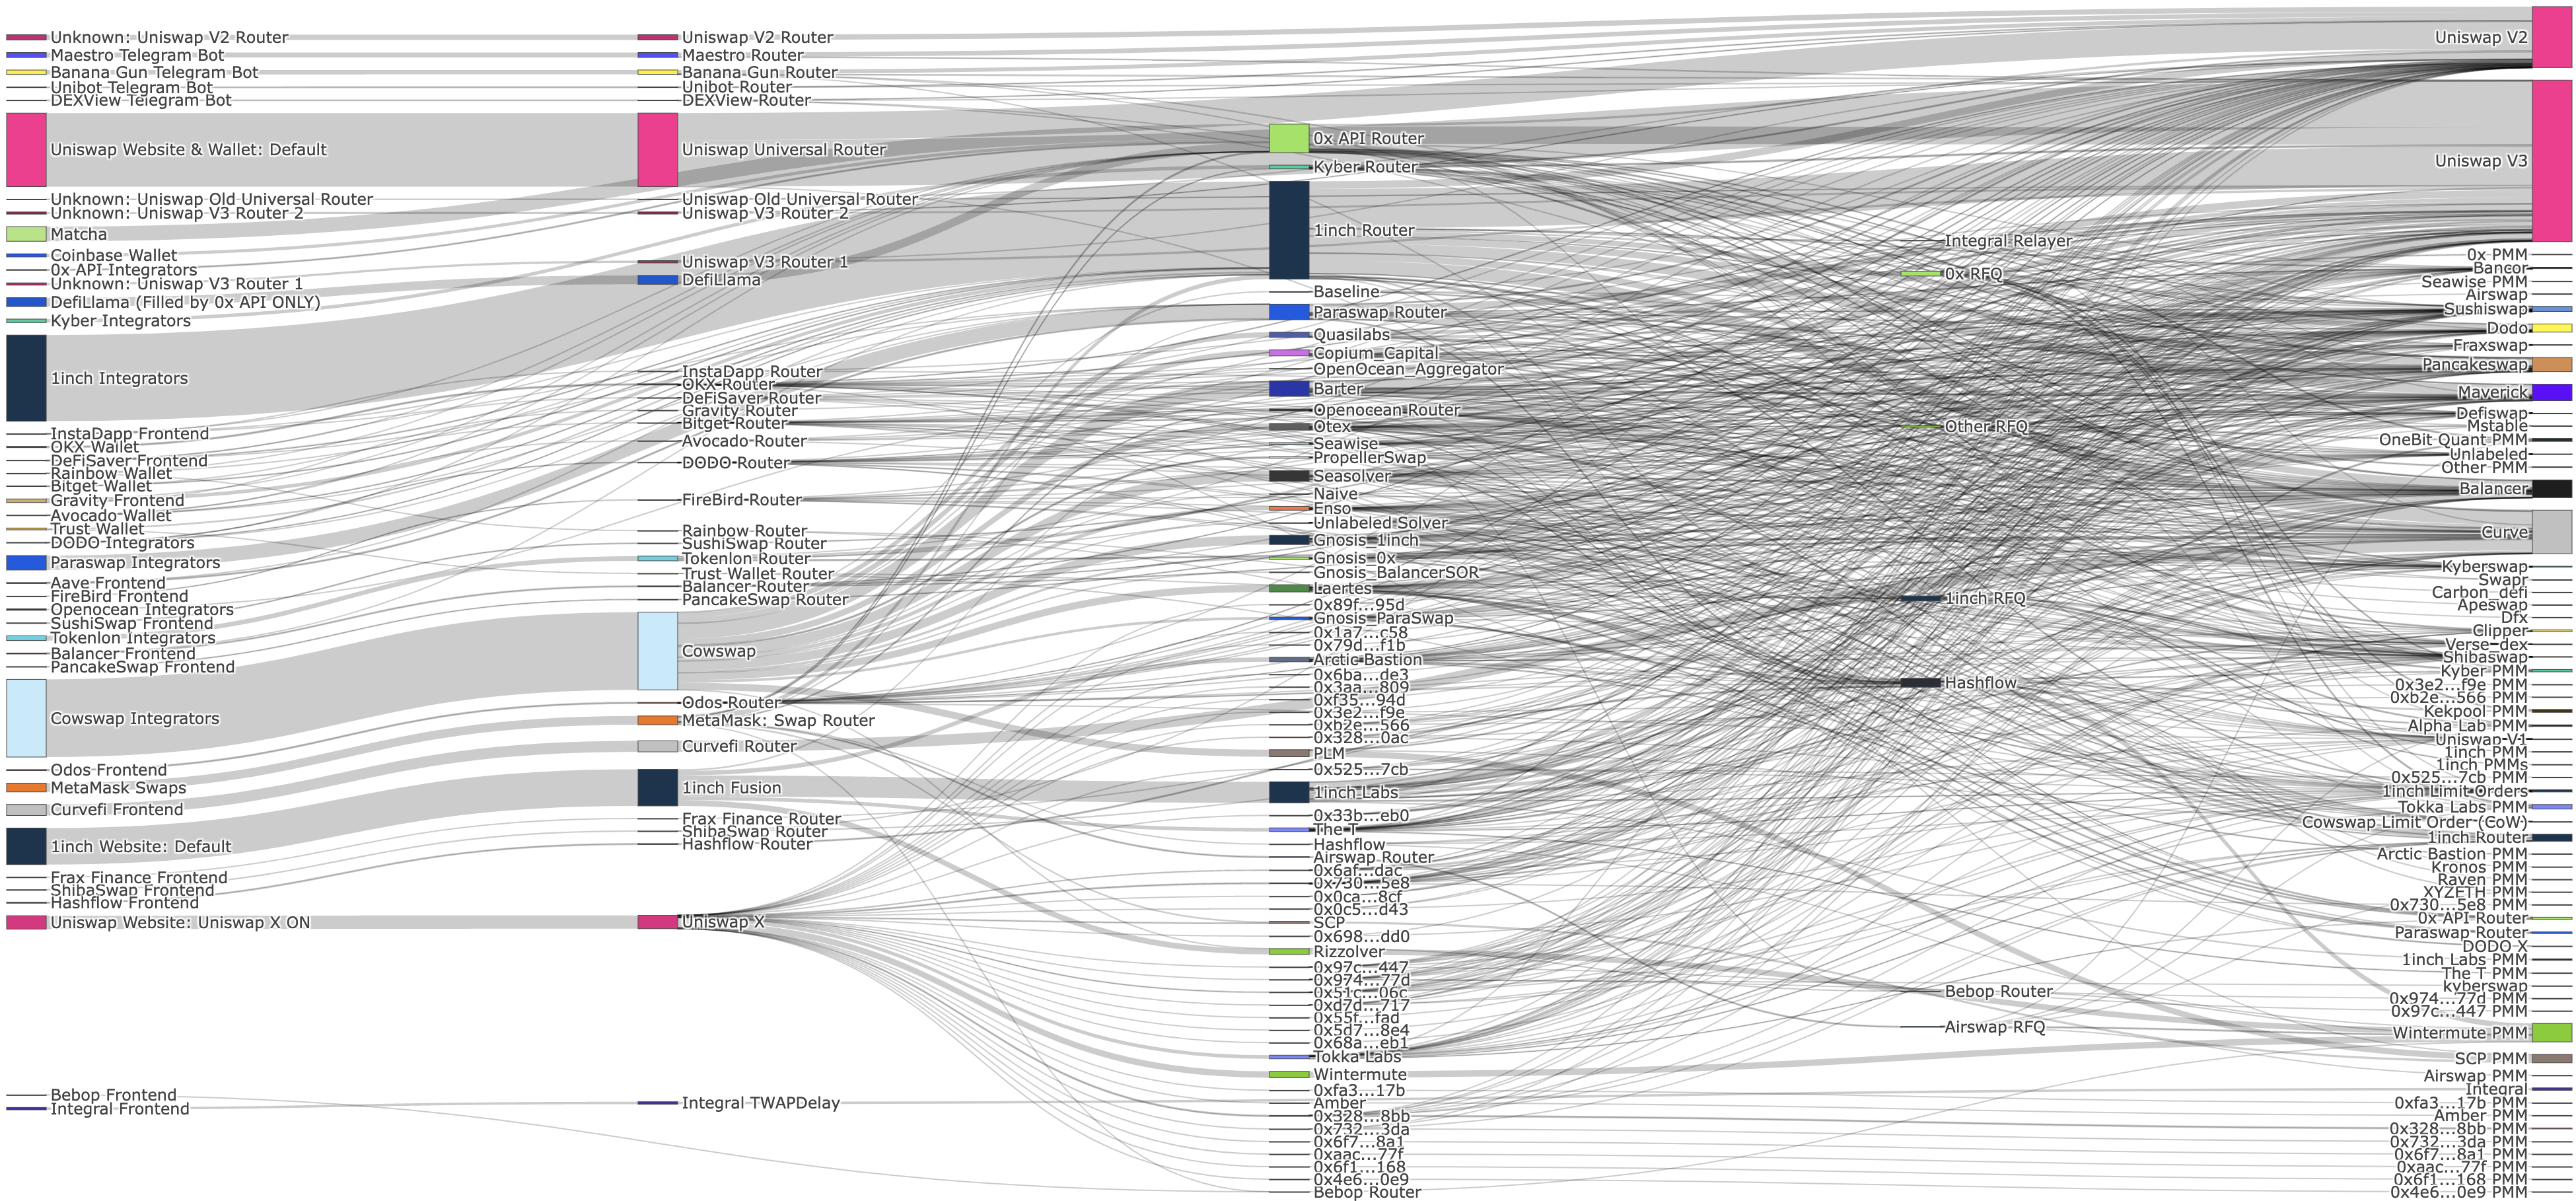 Unknown: Uniswap V2 Router
Maestro Telegram Bot
Banana Gun Telegram Bot
Unibot Telegram Bot
DEXView Telegram Bot
Uniswap Website & Wallet: Default
Unknown: Uniswap Old Universal Router
Unknown: Uniswap V3 Router 2
Matcha
Coinbase Wallet
0x API Integrators
Unknown: Uniswap V3 Router 1
DefiLlama (Filled by 0x API ONLY)
Kyber Integrators
1inch Integrators
InstaDapp Frontend
OKX Wallet
DeFiSaver Frontend
Rainbow Wallet
Bitget Wallet
Gravity Frontend
Avocado Wallet
Trust Wallet
DODO Integrators
Paraswap Integrators
Aave Frontend
FireBird Frontend
Openocean Integrators
SushiSwap Frontend
Tokenlon Integrators
Balancer Frontend
PancakeSwap Frontend
Cowswap Integrators
Odos Frontend
MetaMask Swaps
Curvefi Frontend
1inch Website: Default
Frax Finance Frontend
ShibaSwap Frontend
Hashflow Frontend
Uniswap Website: Uniswap X ON
Bebop Frontend
Integral Frontend
Uniswap V2 Router
Maestro Router
Banana Gun Router
Unibot Router
DEXView Router
Uniswap Universal Router
Uniswap Old Universal Router
Uniswap V3 Router 2
Uniswap V3 Router 1
DefiLlama
InstaDapp Router
OKX Router
DeFiSaver Router
Gravity Router
Bitget Router
Avocado Router
DODO Router
FireBird Router
Rainbow Router
SushiSwap Router
Tokenlon Router
Trust Wallet Router
Balancer Router
PancakeSwap Router
Cowswap
Odos Router
MetaMask: Swap Router
Curvefi Router
1inch Fusion
Frax Finance Router
ShibaSwap Router
Hashflow Router
Uniswap X
Integral TWAPDelay
0x API Router
Kyber Router
1inch Router
Baseline
Paraswap Router
Quasilabs
Copium_Capital
OpenOcean_Aggregator
Barter
Openocean Router
Otex
Seawise
PropellerSwap
Seasolver
Naive
Enso
Unlabeled Solver
Gnosis_1inch
Gnosis_0x
Gnosis_BalancerSOR
Laertes
0x89f...95d
Gnosis_ParaSwap
0x1a7...c58
0x79d...f1b
Arctic Bastion
0x6ba...de3
0x3aa...809
0xf35...94d
0x3e2...f9e
0xb2e...566
0x328...0ac
PLM
0x525...7cb
1inch Labs
0x33b...eb0
The T
Hashflow
Airswap Router
0x6af...dac
0x730...5e8
0x0ca...8cf
0x0c5...d43
SCP
0x698...dd0
Rizzolver
0x97c...447
0x974...77d
0x51c...06c
0xd7d...717
0x55f...fad
0x5d7...8e4
0x68a...eb1
Tokka Labs
Wintermute
0xfa3...17b
Amber
0x328...8bb
0x732...3da
0x6f7...8a1
0xaac...77f
0x6f1...168
0x4e6...0e9
Bebop Router
Integral Relayer
0x RFQ
Other RFQ
1inch RFQ
Hashflow
Bebop Router
Airswap RFQ
Uniswap V2
Uniswap V3
0x PMM
Bancor
Seawise PMM
Airswap
Sushiswap
Dodo
Fraxswap
Pancakeswap
Maverick
Defiswap
Mstable
OneBit Quant PMM
Unlabeled
Other PMM
Balancer
Curve
Kyberswap
Swapr
Carbon_defi
Apeswap
Dfx
Clipper
Verse-dex
Shibaswap
Kyber PMM
0x3e2...f9e PMM
0xb2e...566 PMM
Kekpool PMM
Alpha Lab PMM
Uniswap V1
1inch PMM
1inch PMMs
0x525...7cb PMM
1inch Limit Orders
Tokka Labs PMM
Cowswap Limit Order (CoW)
1inch Router
Arctic Bastion PMM
Kronos PMM
Raven PMM
XYZETH PMM
0x730...5e8 PMM
0x API Router
Paraswap Router
DODO X
1inch Labs PMM
The T PMM
kyberswap
0x974...77d PMM
0x97c...447 PMM
Wintermute PMM
SCP PMM
Airswap PMM
Integral
0xfa3...17b PMM
Amber PMM
0x328...8bb PMM
0x732...3da PMM
0x6f7...8a1 PMM
0xaac...77f PMM
0x6f1...168 PMM
0x4e6...0e9 PMM